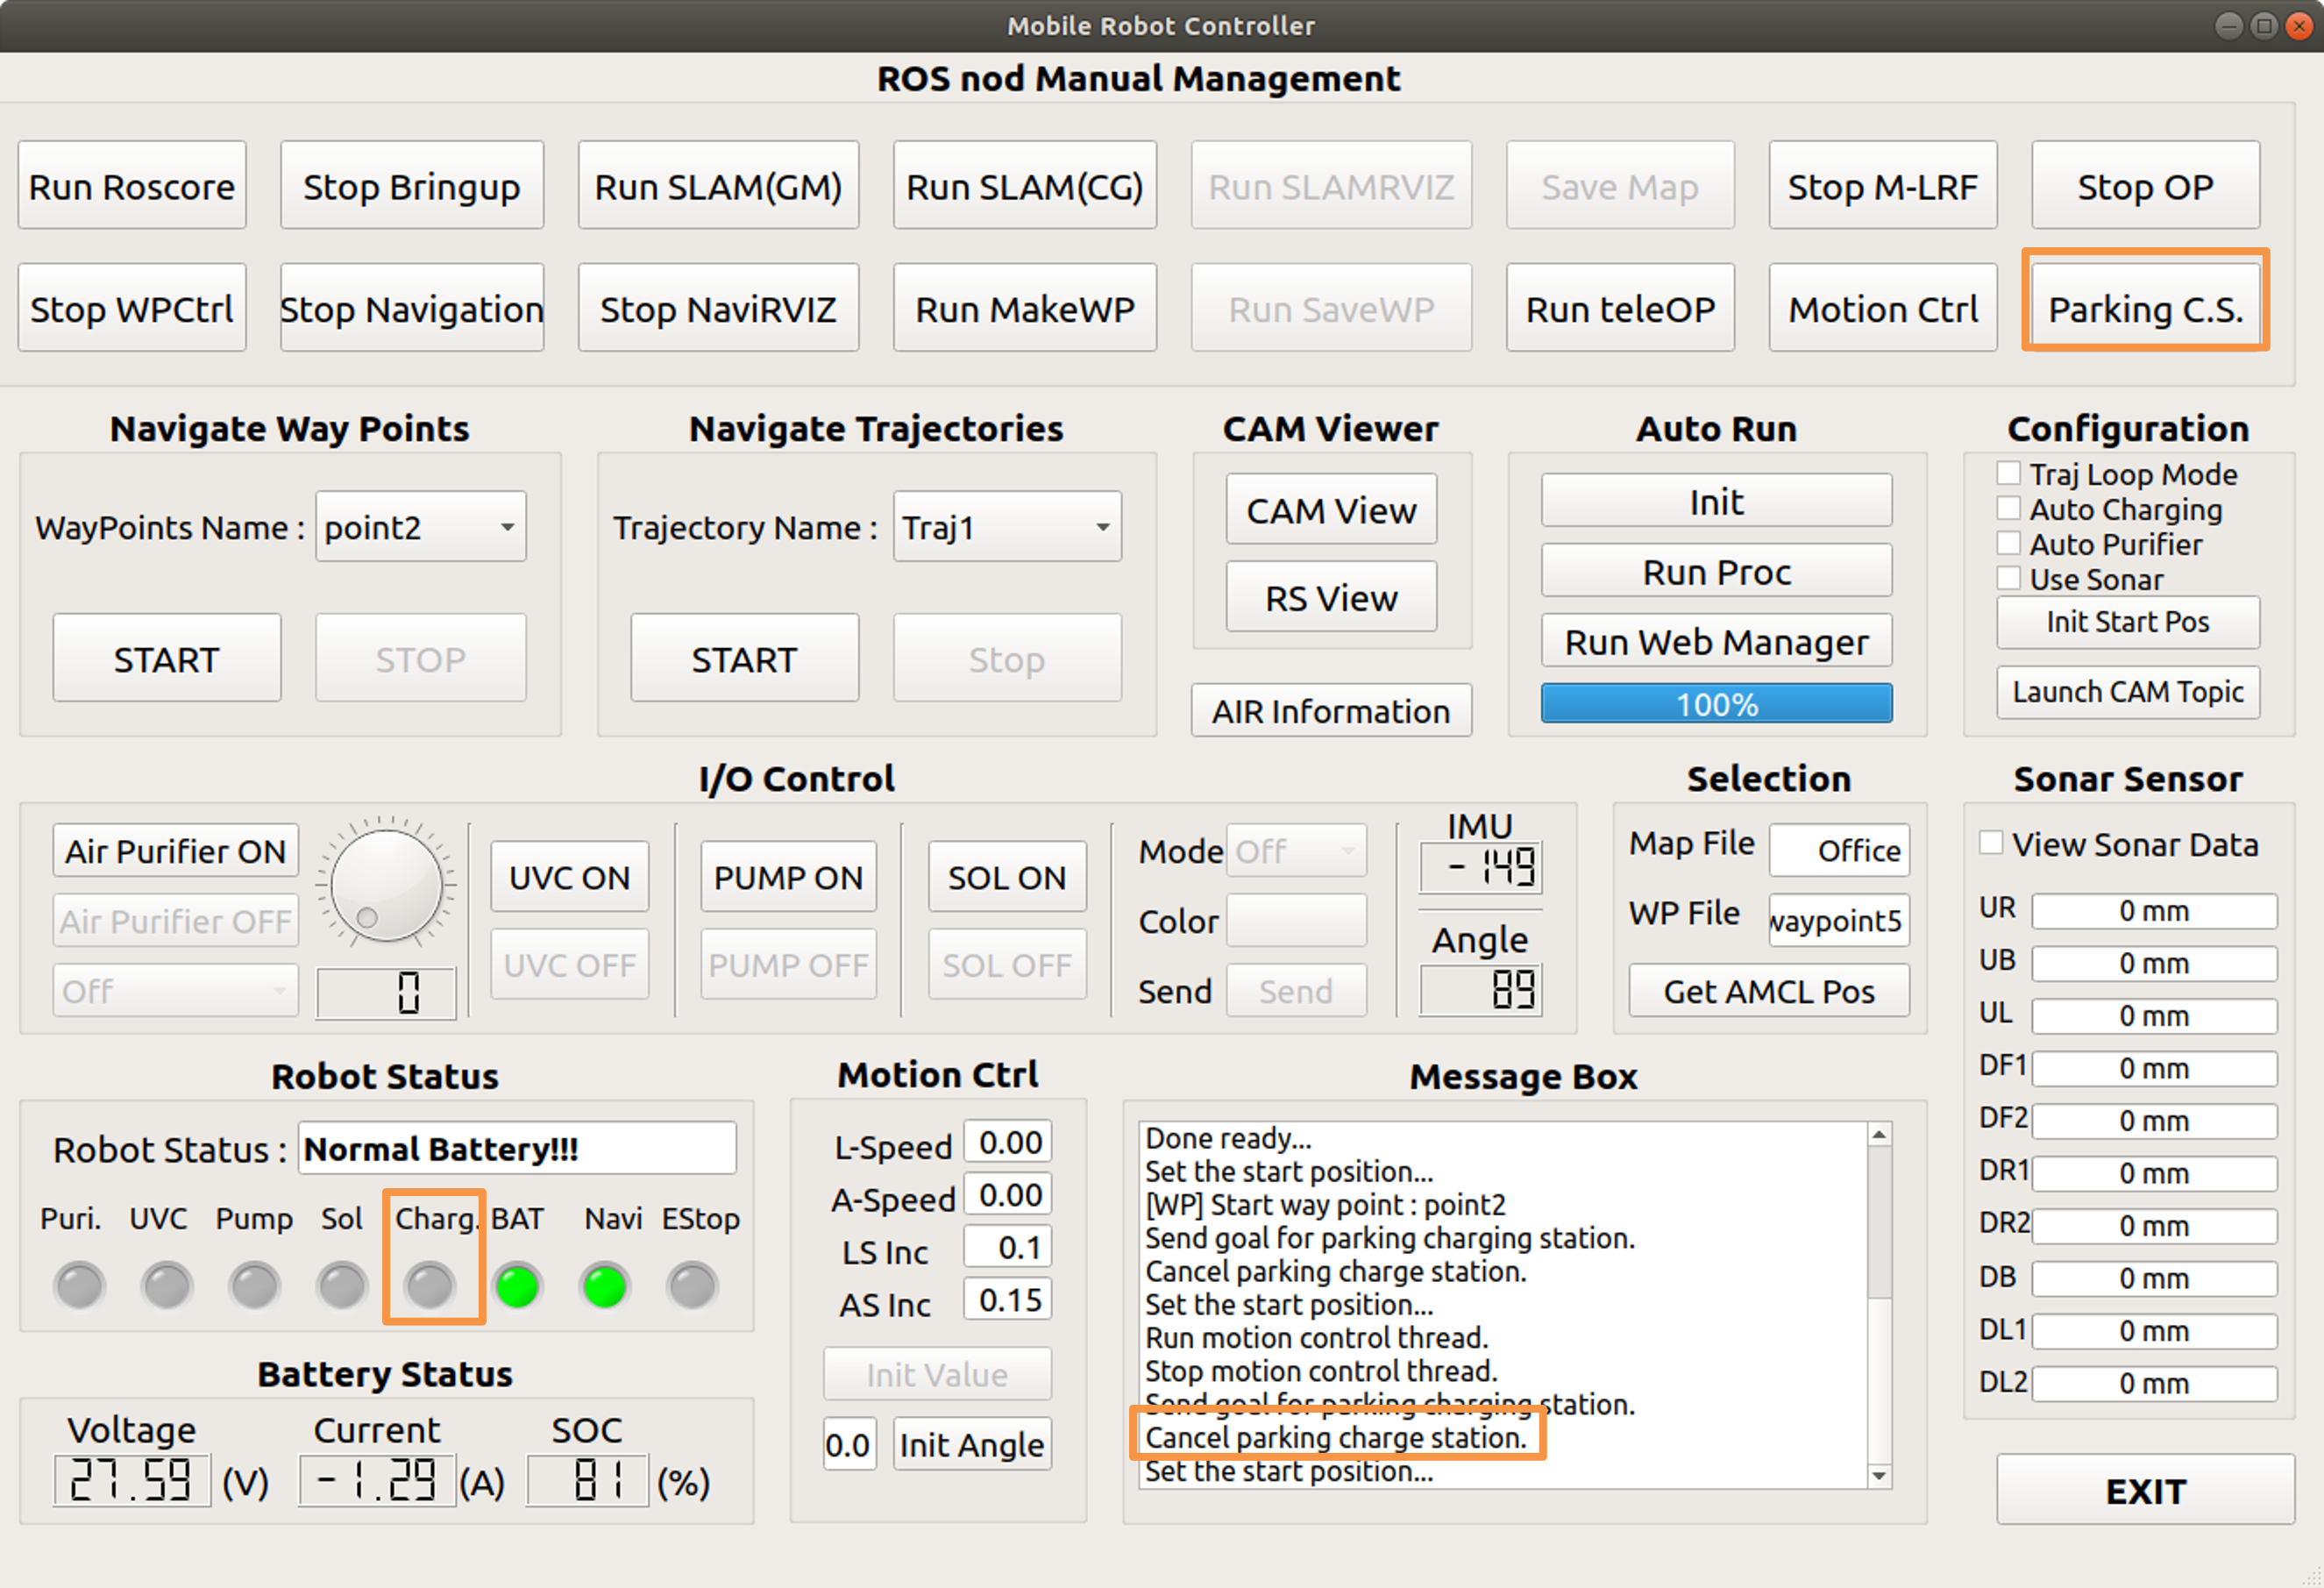 Mobile Robot Controller
ROS nod Manual Management
Run Roscore Stop Bringup Run SLAM(GM) Run SLAM(CG) Run SLAMRVIZ Save Map Stop M-LRF Stop OP
Stop WPCtrl Stop Navigation Stop NaviRVIZ Run MakeWP Run SaveWP Run teleOP Motion Ctrl Parking C.S.
Navigate Way Points
WayPoints Name : point2
START STOP
Navigate Trajectories
Trajectory Name : Traj1
START Stop
CAM Viewer
CAM View
RS View
AIR Information
Auto Run
Init
Run Proc
Run Web Manager
100%
Configuration
Traj Loop Mode
Auto Charging
Auto Purifier
Use Sonar
Init Start Pos
Launch CAM Topic
I/O Control
Air Purifier ON
Air Purifier OFF
Off
0
UVC ON
UVC OFF
PUMP ON
PUMP OFF
SOL ON
SOL OFF
Mode Off
Color
Send Send
IMU
-149
Angle
89
Selection
Map File Office
WP File waypoint5
Get AMCL Pos
Sonar Sensor
View Sonar Data
UR 0 mm
UB 0 mm
UL 0 mm
DF1 0 mm
DF2 0 mm
DR1 0 mm
DR2 0 mm
DB 0 mm
DL1 0 mm
DL2 0 mm
Robot Status
Robot Status : Normal Battery!!!
Puri. UVC Pump Sol Charg. BAT Navi EStop
Battery Status
Voltage Current SOC
27.59 (V) -1.29 (A) 81 (%)
Motion Ctrl
L-Speed 0.00
A-Speed 0.00
LS Inc 0.1
AS Inc 0.15
Init Value
0.0 Init Angle
Message Box
Done ready...
Set the start position...
[WP] Start way point : point2
Send goal for parking charging station.
Cancel parking charge station.
Set the start position...
Run motion control thread.
Stop motion control thread.
Send goal for parking charging station.
Cancel parking charge station.
Set the start position...
EXIT